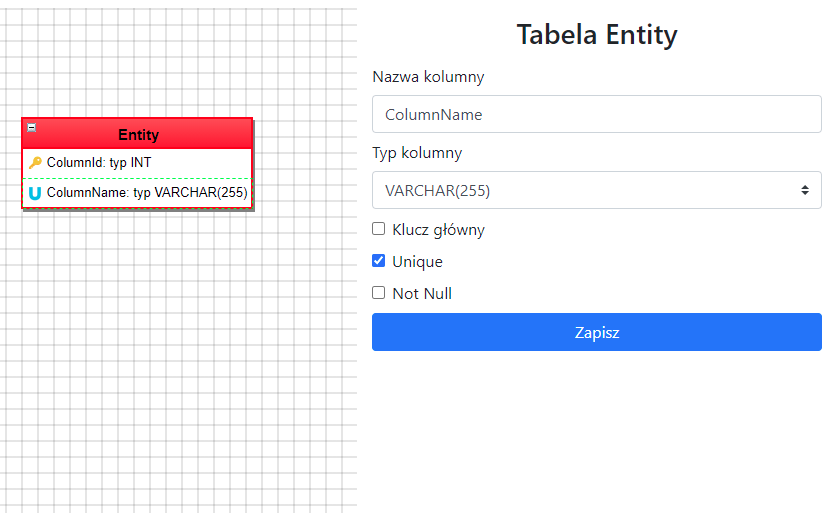 Entity
ColumnId: typ INT
ColumnName: typ VARCHAR(255)
Tabela Entity
Nazwa kolumny
ColumnName
Typ kolumny
VARCHAR(255)
Klucz główny
Unique
Not Null
Zapisz